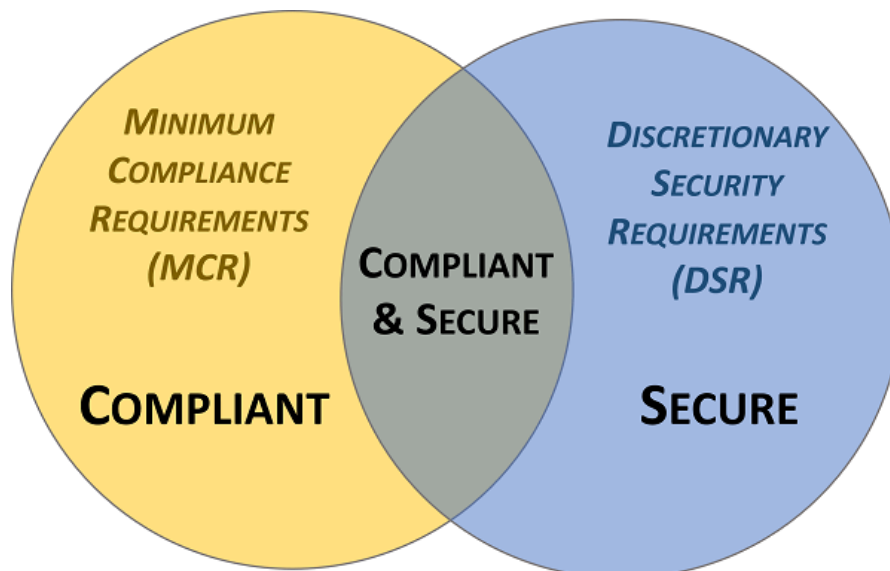 MINIMUM
COMPLIANCE
REQUIREMENTS
(MCR)
COMPLIANT
COMPLIANT
& SECURE
DISCRETIONARY
SECURITY
REQUIREMENTS
(DSR)
SECURE